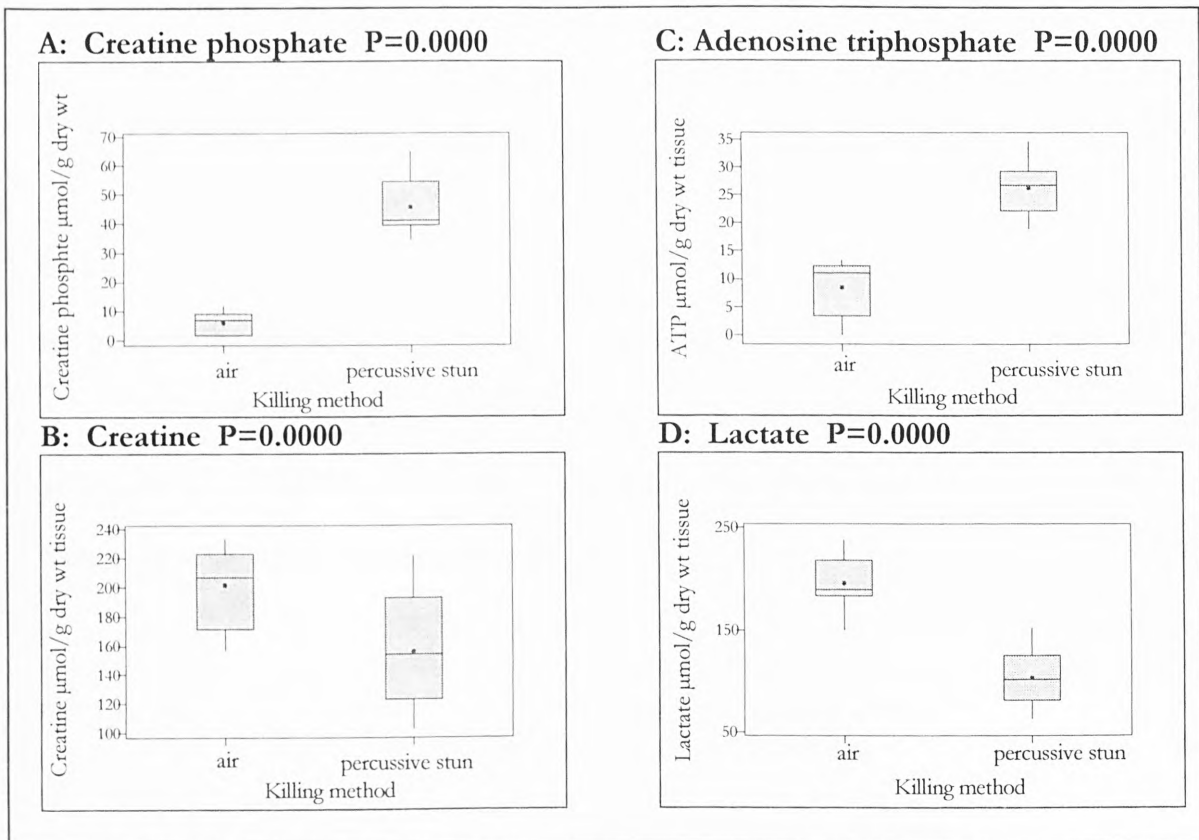 A: Creatine phosphate P=0.0000
Creatine phosphte µmol/g dry wt
70
60
50
40
30
20
10
0
air
percussive stun
Killing method
B: Creatine P=0.0000
Creatine µmol/g dry wt tissue
240
220
200
180
160
140
120
100
air
percussive stun
Killing method
C: Adenosine triphosphate P=0.0000
ATP µmol/g dry wt tissue
35
30
25
20
15
10
5
0
air
percussive stun
Killing method
D: Lactate P=0.0000
Lactate µmol/g dry wt tissue
250
150
50
air
percussive stun
Killing method